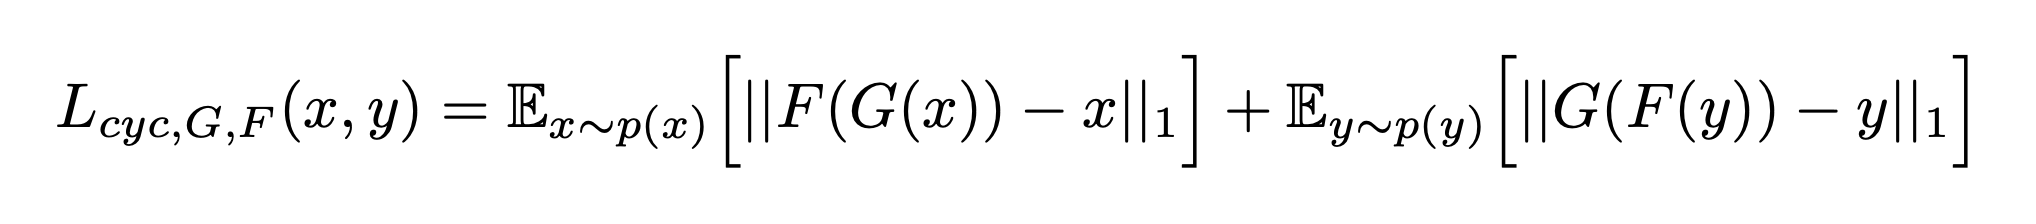 L_{cyc,G,F}(x, y) = 𝔼_{x∼p(x)}[||F(G(x)) − x||_1] + 𝔼_{y∼p(y)}[||G(F(y)) − y||_1]